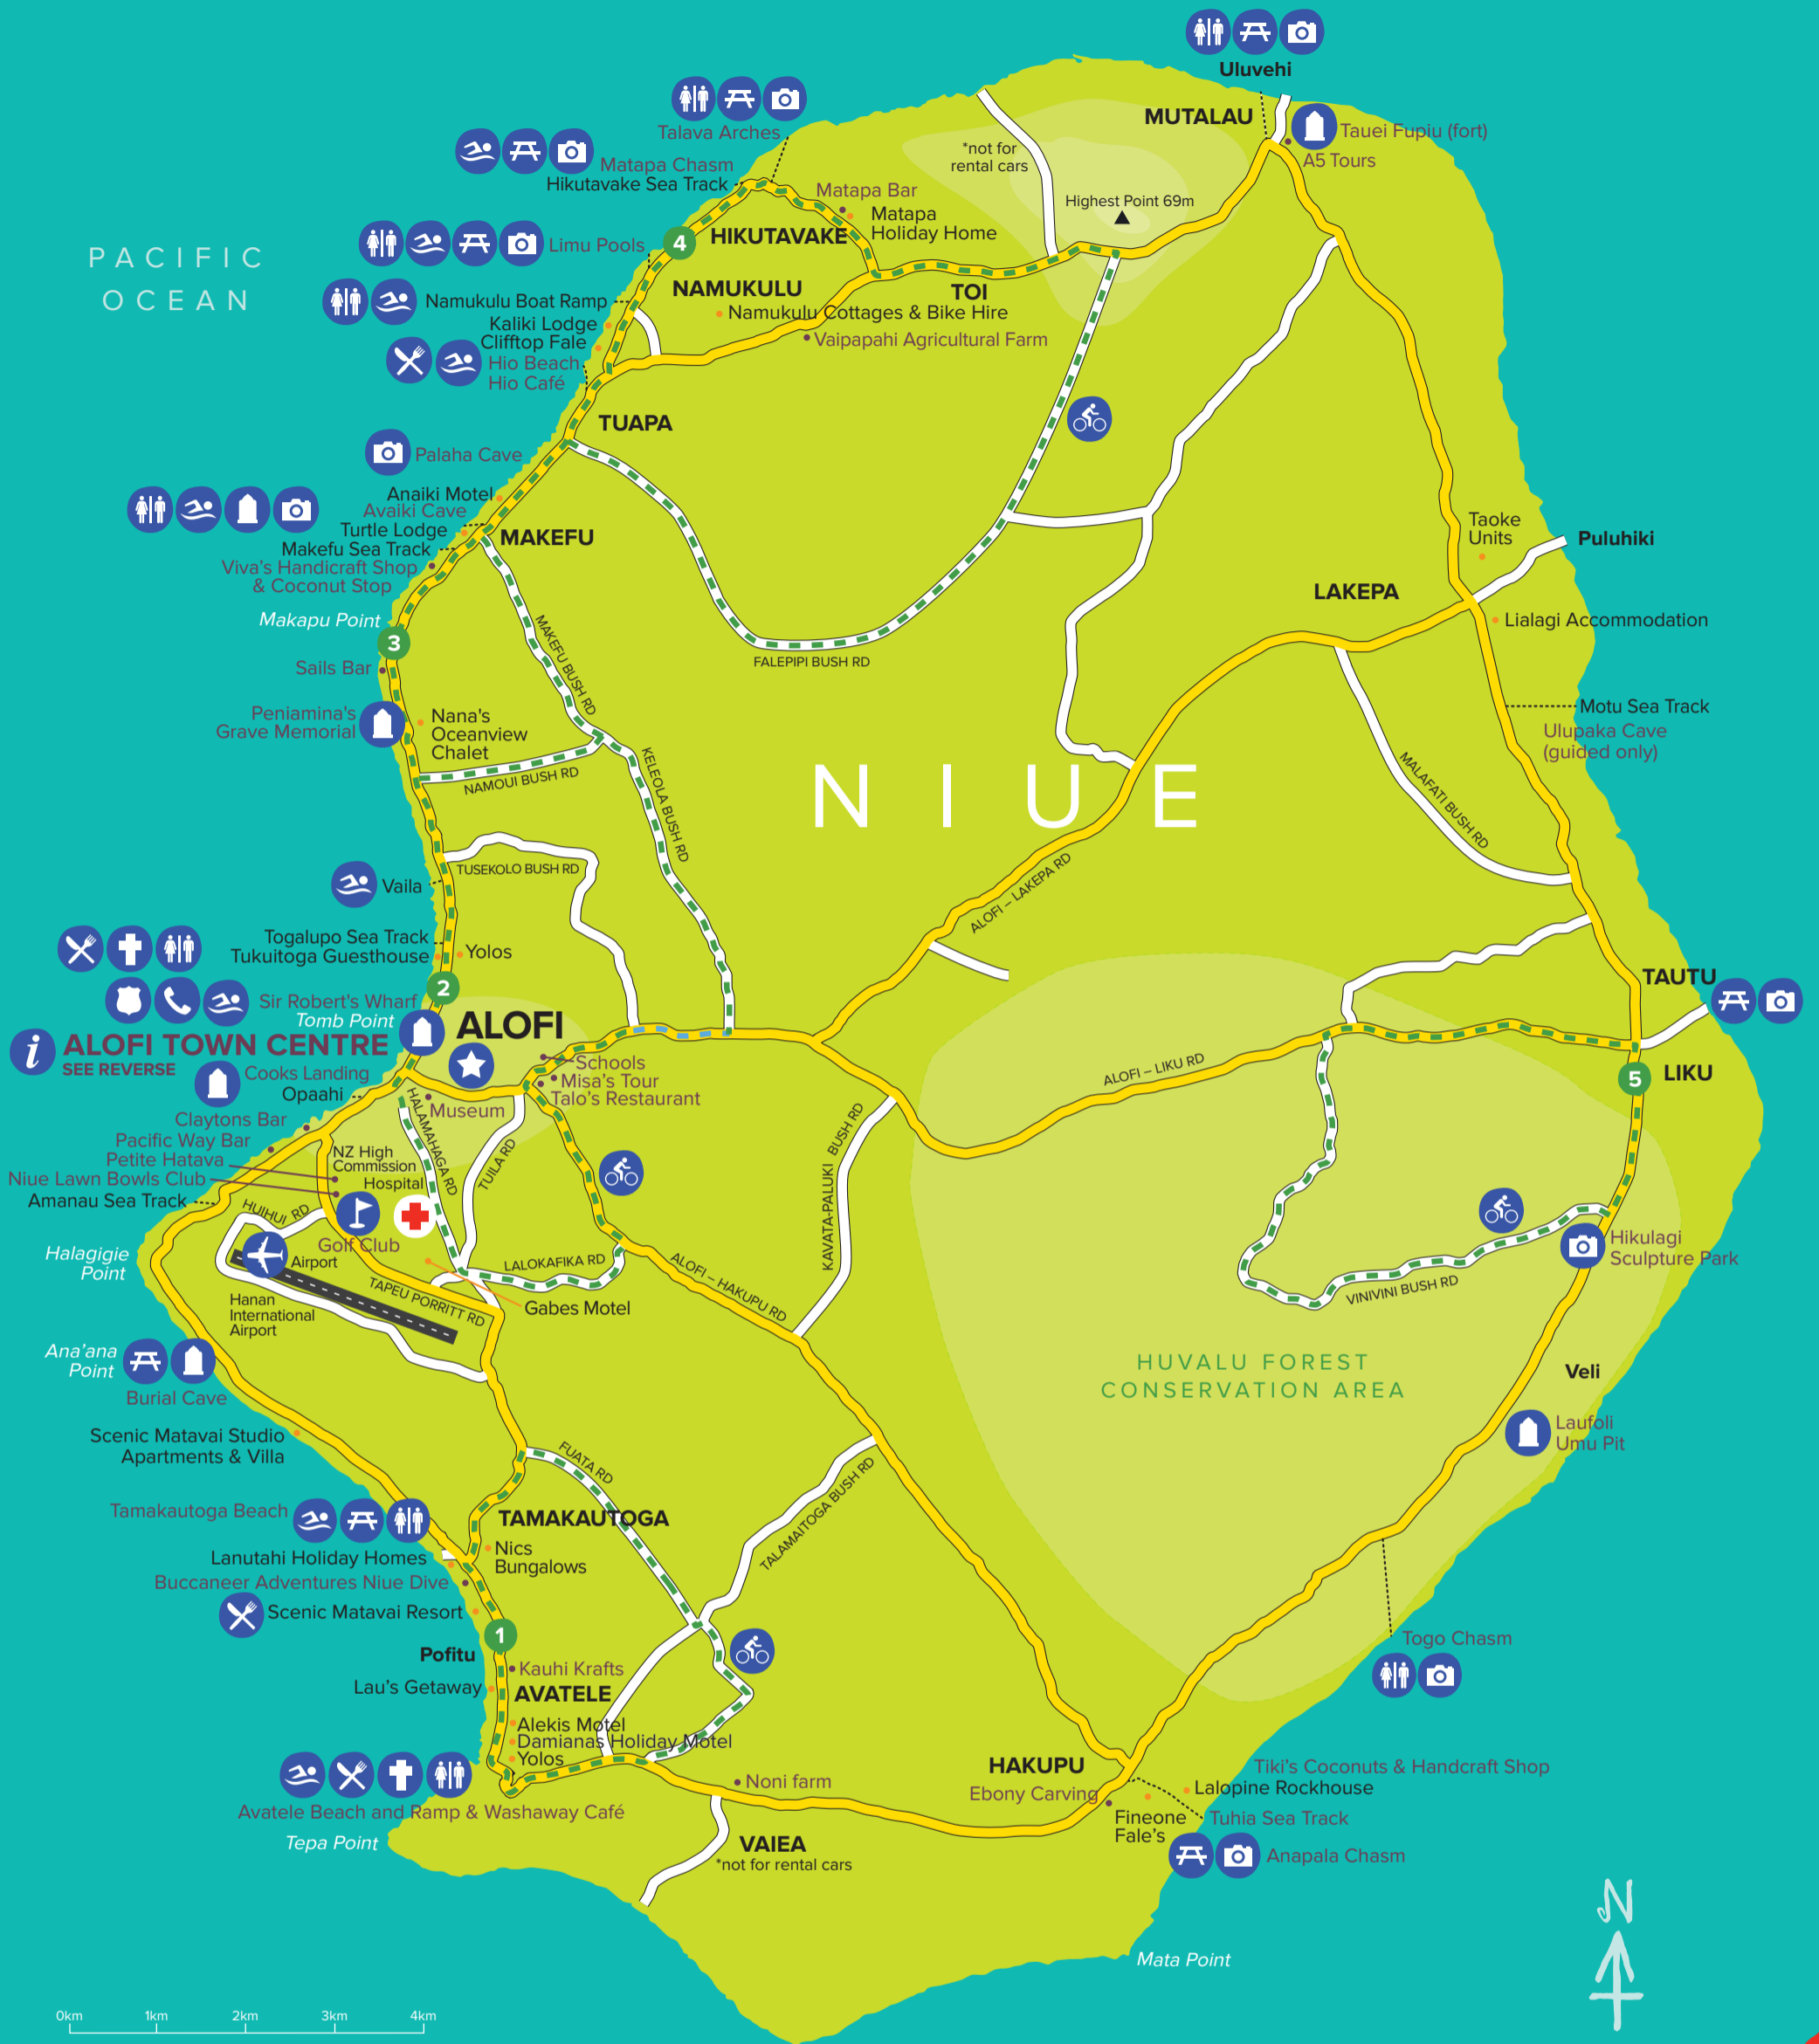 Uluvehi
MUTALAU
Tauei Fupiu (fort)
A5 Tours
Talava Arches
Matapa Chasm
Hikutavake Sea Track
*not for
rental cars
Matapa Bar
Matapa
Holiday Home
Highest Point 69m
PACIFIC
OCEAN
Limu Pools
4
HIKUTAVAKE
NAMUKULU
TOI
Namukulu Boat Ramp
Namukulu Cottages & Bike Hire
Kaliki Lodge
Clifftop Fale
Vaipapahi Agricultural Farm
Hio Beach
Hio Café
TUAPA
Palaha Cave
Anaiki Motel
Avaiki Cave
Turtle Lodge
MAKEFU
Makefu Sea Track
Viva's Handicraft Shop
& Coconut Stop
Taoke
Units
Puluhiki
LAKEPA
Lialagi Accommodation
Makapu Point
3
MAKEFU BUSH RD
FALEPIPI BUSH RD
Sails Bar
Peniamina's
Grave Memorial
Nana's
Oceanview
Chalet
NAMOUI BUSH RD
KELEOLA BUSH RD
Motu Sea Track
Ulupaka Cave
(guided only)
MALAFATI BUSH RD
NIUE
TUSEKOLO BUSH RD
Vaila
ALOFI – LAKEPA RD
Togalupo Sea Track
Tukuitoga Guesthouse
Yolos
2
Sir Robert's Wharf
Tomb Point
ALOFI
TAUTU
i
ALOFI TOWN CENTRE
SEE REVERSE
Cooks Landing
Opaahi
Schools
Misa's Tour
Talo's Restaurant
Museum
ALOFI – LIKU RD
5
LIKU
Claytons Bar
Pacific Way Bar
Petite Hatava
Niue Lawn Bowls Club
Amanau Sea Track
NZ High
Commission
Hospital
HALAMAHAGA RD
TUILA RD
KAVATA-PALUKI BUSH RD
HUIHUI RD
Golf Club
Airport
Halagigie
Point
LALOKAFIKA RD
ALOFI – HAKUPU RD
Hikulagi
Sculpture Park
VINIVINI BUSH RD
TAPEU PORRITT RD
Gabes Motel
Hanan
International
Airport
Ana'ana
Point
Burial Cave
HUVALU FOREST
CONSERVATION AREA
Veli
Laufoli
Umu Pit
Scenic Matavai Studio
Apartments & Villa
FUATA RD
TALAMAITOGA BUSH RD
Tamakautoga Beach
TAMAKAUTOGA
Nics
Bungalows
Lanutahi Holiday Homes
Buccaneer Adventures Niue Dive
Scenic Matavai Resort
1
Pofitu
Kauhi Krafts
Lau's Getaway
AVATELE
Alekis Motel
Damianas Holiday Motel
Yolos
Togo Chasm
Noni farm
HAKUPU
Ebony Carving
Tiki's Coconuts & Handcraft Shop
Lalopine Rockhouse
Fineone
Fale's
Tuhia Sea Track
Avatele Beach and Ramp & Washaway Café
Tepa Point
VAIEA
*not for rental cars
Anapala Chasm
Mata Point
N
0km 1km 2km 3km 4km